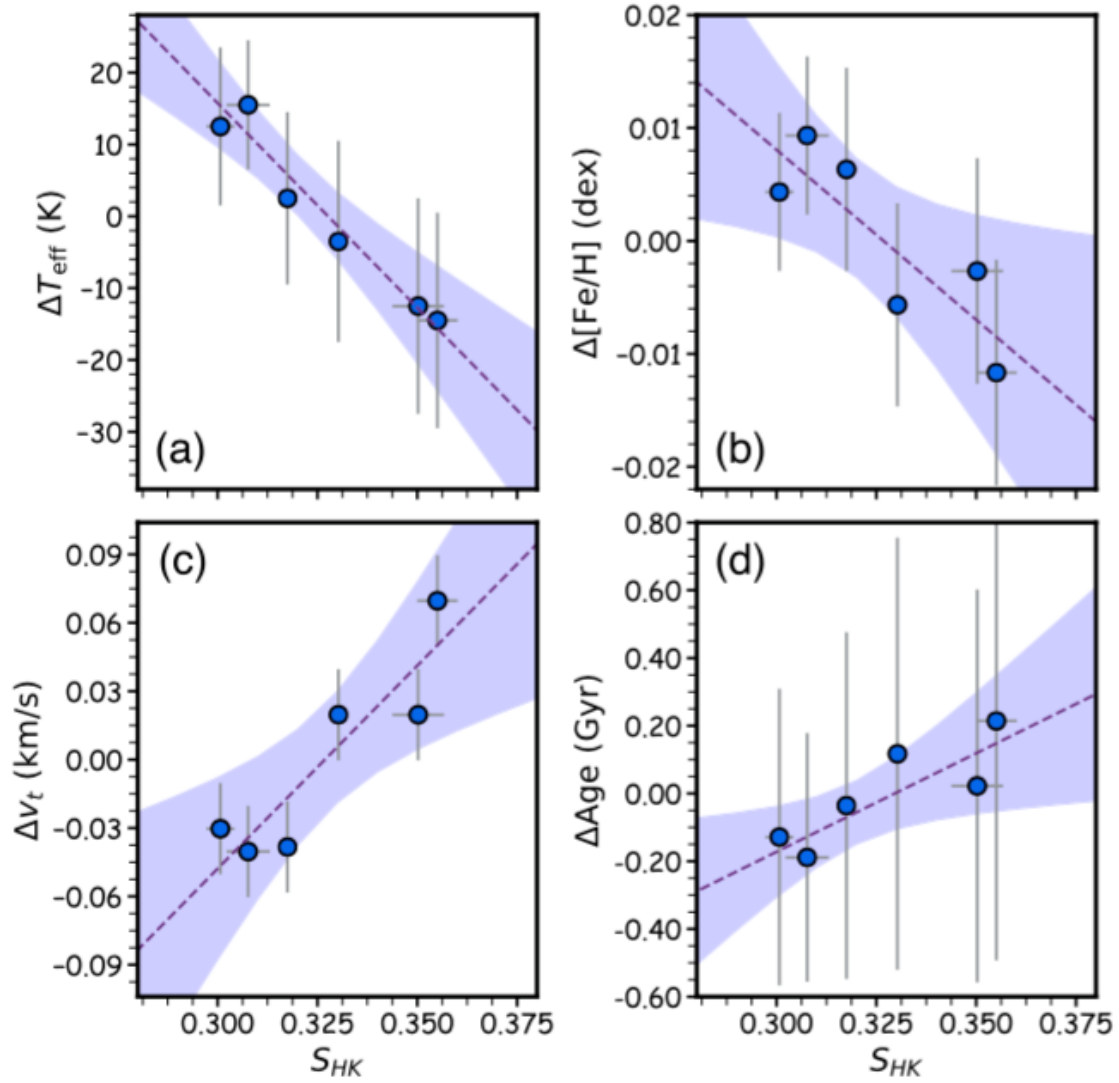 20
10
0
−10
−20
−30
ΔT_eff (K)
(a)
0.02
0.01
0.00
-0.01
-0.02
Δ[Fe/H] (dex)
(b)
0.09
0.06
0.03
0.00
−0.03
−0.06
−0.09
Δv_t (km/s)
(c)
0.300 0.325 0.350 0.375
S_HK
0.80
0.60
0.40
0.20
0.00
-0.20
-0.40
-0.60
ΔAge (Gyr)
(d)
0.300 0.325 0.350 0.375
S_HK